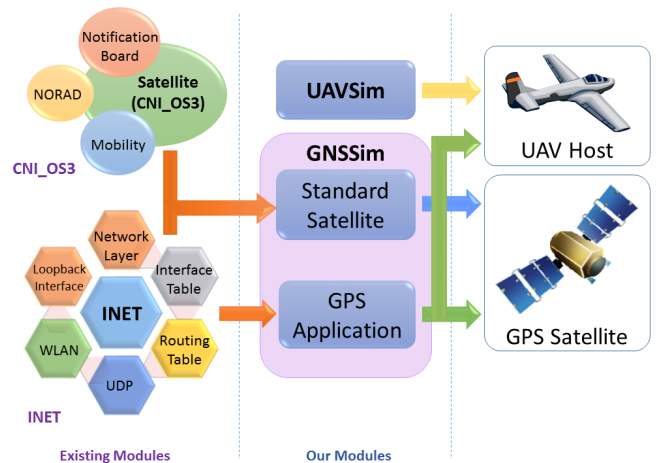 Notification
Board
Satellite
(CNI_OS3)
NORAD
Mobility
CNI_OS3
Network
Layer
Loopback
Interface
Interface
Table
INET
WLAN
Routing
Table
UDP
INET
Existing Modules
UAVSim
GNSSim
Standard
Satellite
GPS
Application
Our Modules
UAV Host
GPS Satellite